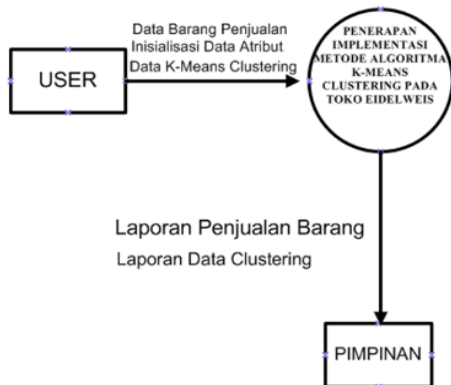 Data Barang Penjualan
Inisialisasi Data Atribut
Data K-Means Clustering
USER
PENERAPAN
IMPLEMENTASI
METODE ALGORITMA
K-MEANS
CLUSTERING PADA
TOKO EIDELWEIS
Laporan Penjualan Barang
Laporan Data Clustering
PIMPINAN